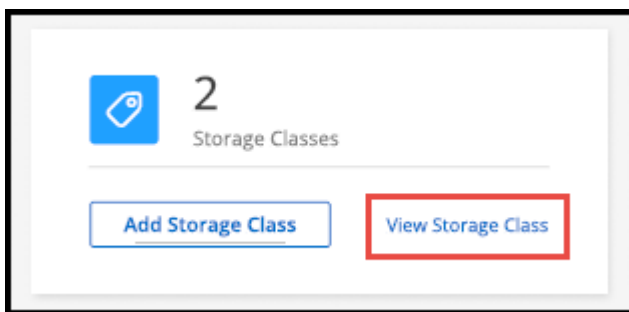 2
Storage Classes
Add Storage Class
View Storage Class